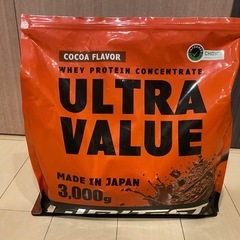 COCOA FLAVOR
WHEY PROTEIN CONCENTRATE
ULTRA
VALUE
MADE IN JAPAN
3,000g